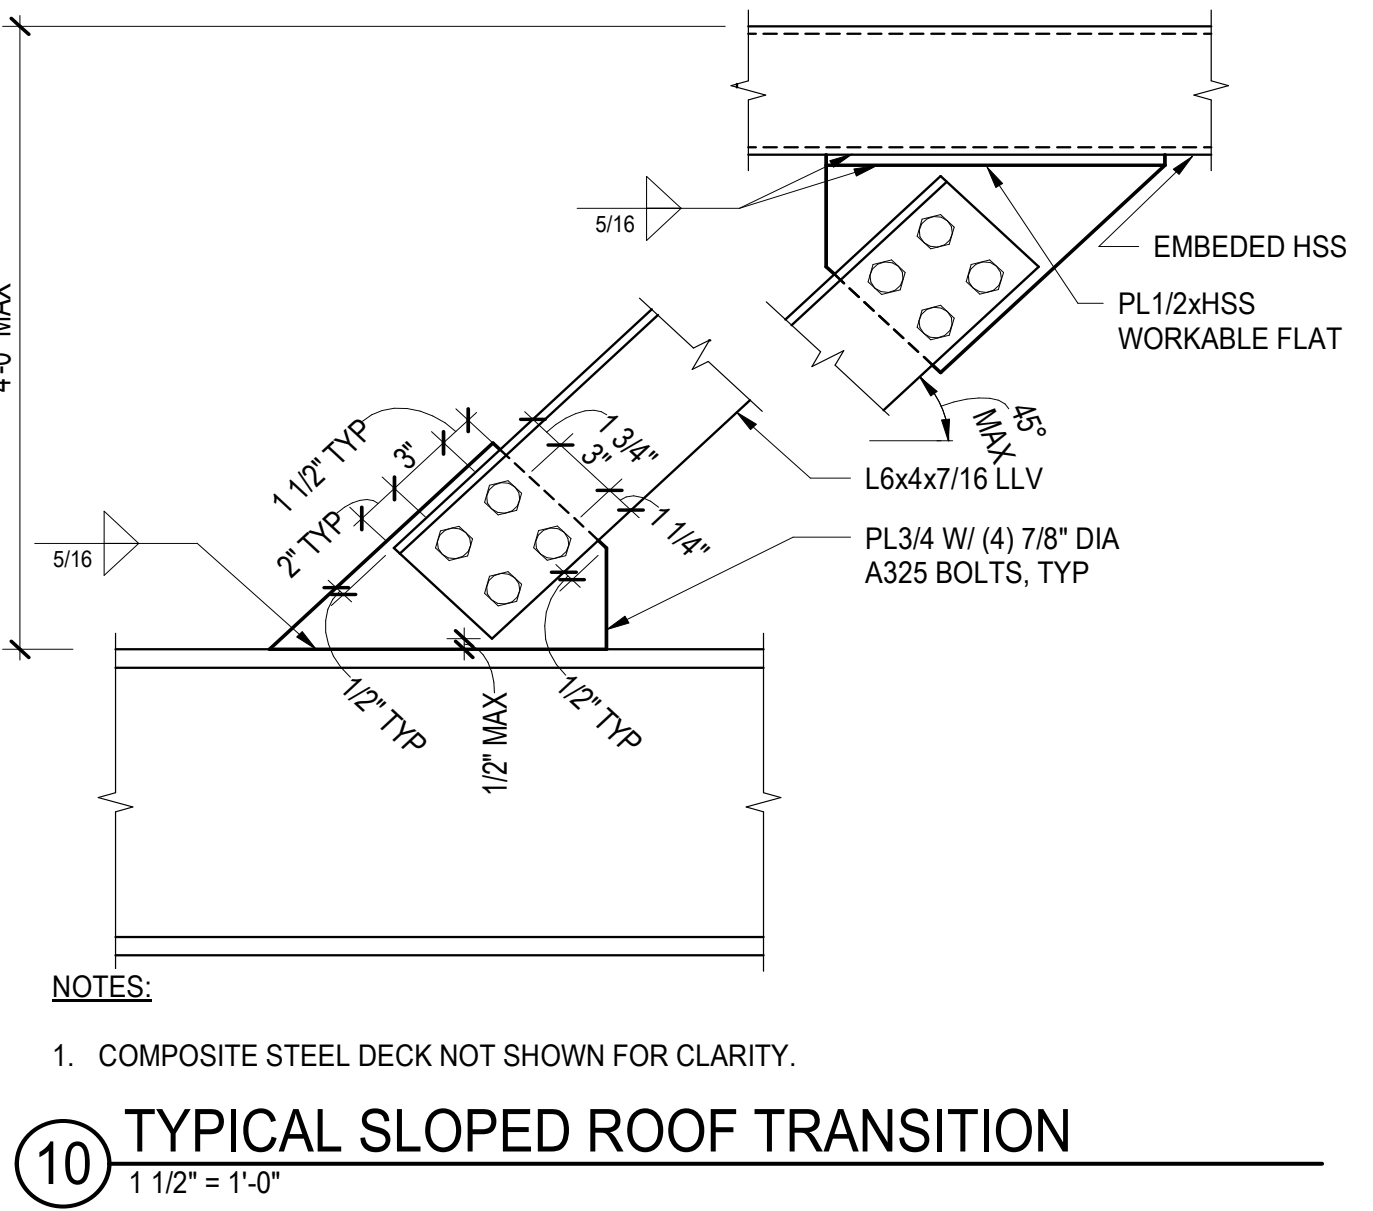 4'-0" MAX
5/16
EMBEDED HSS
PL1/2xHSS
WORKABLE FLAT
45°
MAX
1 1/2" TYP
3"
2" TYP
1 3/4"
3"
1 1/4"
L6x4x7/16 LLV
PL3/4 W/ (4) 7/8" DIA
A325 BOLTS, TYP
5/16
1/2" TYP
1/2" MAX
1/2" TYP
NOTES:
1. COMPOSITE STEEL DECK NOT SHOWN FOR CLARITY.
10
TYPICAL SLOPED ROOF TRANSITION
1 1/2" = 1'-0"